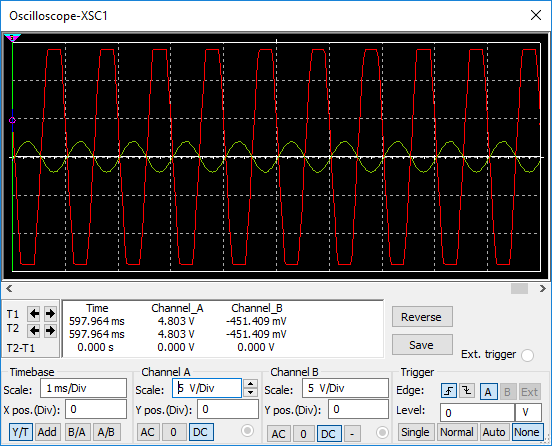 Oscilloscope-XSC1
T1
T2
T2-T1
Time Channel_A Channel_B
597.964 ms 4.803 V -451.409 mV
597.964 ms 4.803 V -451.409 mV
0.000 s 0.000 V 0.000 V
Reverse
Save
Ext. trigger
Timebase
Scale: 1 ms/Div
X pos.(Div): 0
Y/T Add B/A A/B
Channel A
Scale: 5 V/Div
Y pos.(Div): 0
AC 0 DC
Channel B
Scale: 5 V/Div
Y pos.(Div): 0
AC 0 DC -
Trigger
Edge: A B Ext
Level: 0 V
Single Normal Auto None